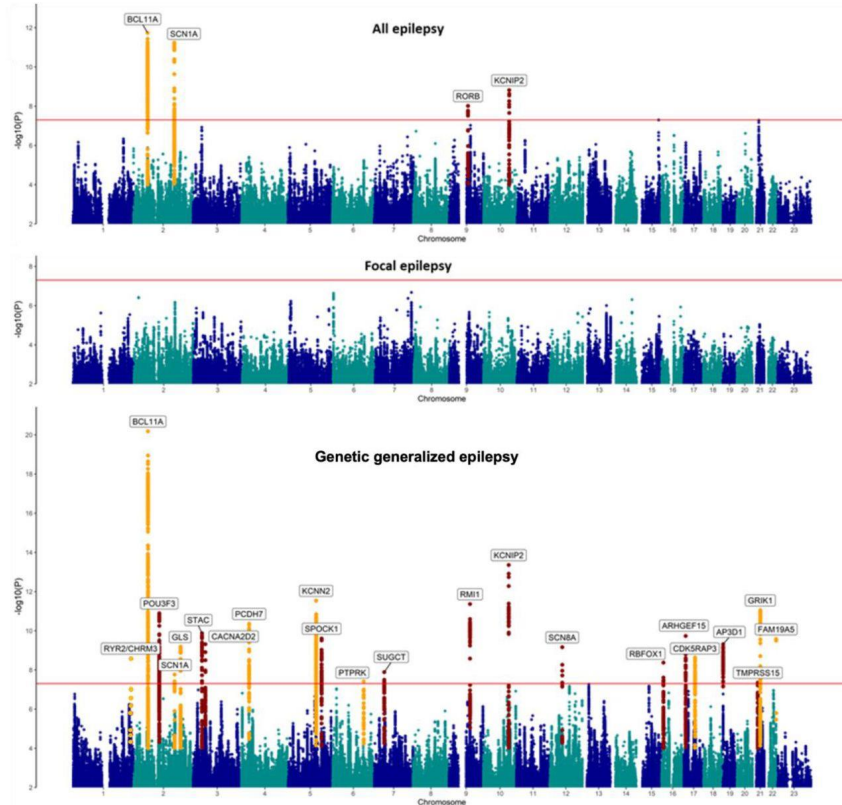 All epilepsy
BCL11A
SCN1A
RORB
KCNIP2
-log10(P)
12
10
8
6
4
2
1 2 3 4 5 6 7 8 9 10 11 12 13 14 15 16 17 18 19 20 21 22 23
Chromosome
Focal epilepsy
-log10(P)
8
6
4
2
1 2 3 4 5 6 7 8 9 10 11 12 13 14 15 16 17 18 19 20 21 22 23
Chromosome
Genetic generalized epilepsy
BCL11A
KCNIP2
KCNN2
RMI1
GRIK1
POU3F3
STAC
PCDH7
SPOCK1
ARHGEF15
AP3D1
FAM19A5
RYR2/CHRM3
GLS
CACNA2D2
SCN8A
CDK5RAP3
SCN1A
PTPRK
SUGCT
RBFOX1
TMPRSS15
-log10(P)
20
18
16
14
12
10
8
6
4
2
1 2 3 4 5 6 7 8 9 10 11 12 13 14 15 16 17 18 19 20 21 22 23
Chromosome